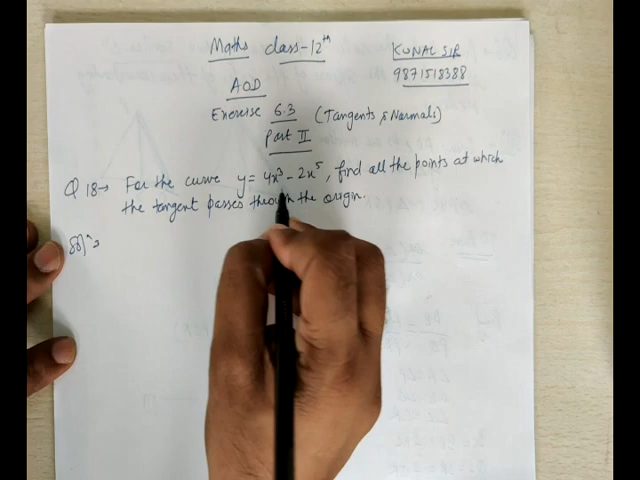 Maths class-12th
KUNAL SIR
9871518388
AOD
Exercise 6.3 (Tangents & Normals)
Part II
Q 18→ For the curve y = 4x³ - 2x⁵, find all the points at which
the tangent passes through the origin.
Solⁿ→